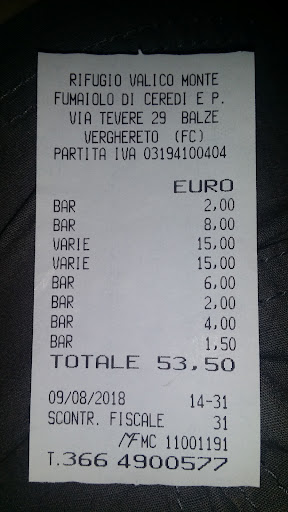 RIFUGIO VALICO MONTE
FUMAIOLO DI CEREDI E P.
VIA TEVERE 29 BALZE
VERGHERETO (FC)
PARTITA IVA 03194100404
EURO
BAR 2,00
BAR 8,00
VARIE 15,00
VARIE 15,00
BAR 6,00
BAR 2,00
BAR 4,00
BAR 1,50
TOTALE 53,50
09/08/2018 14-31
SCONTR. FISCALE 31
MF MC 11001191
T.366 4900577